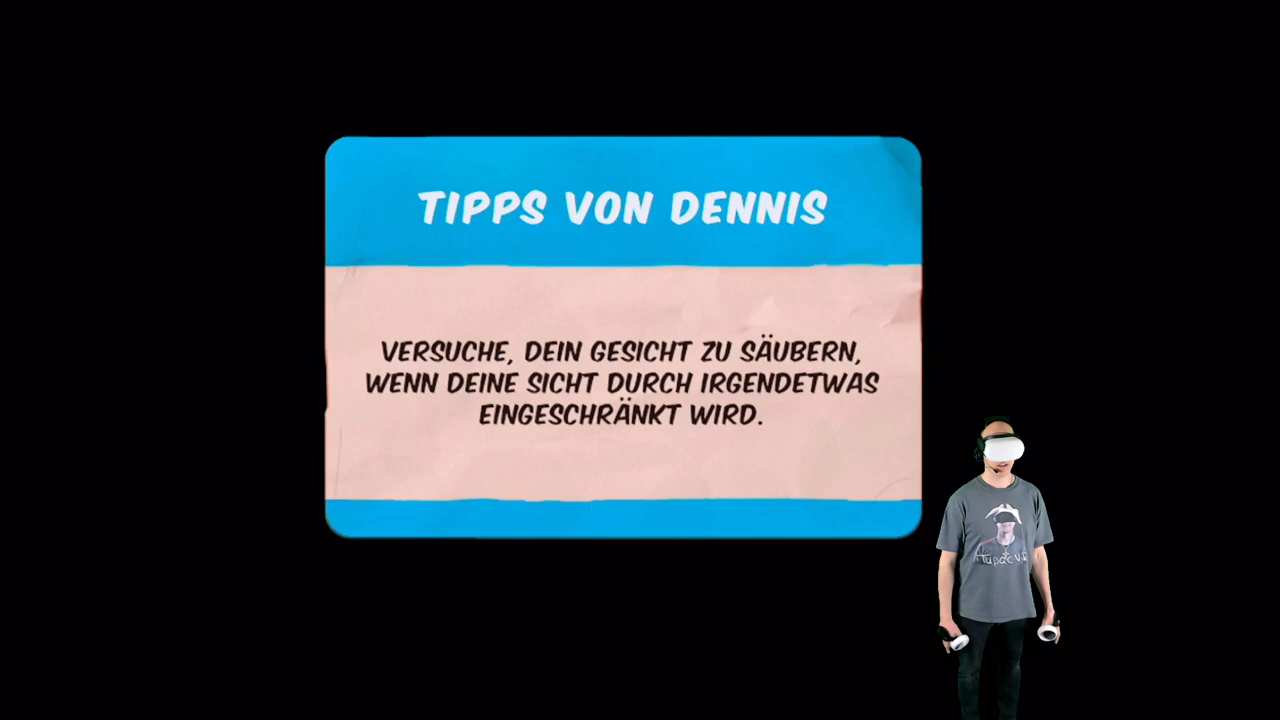 TIPPS VON DENNIS
VERSUCHE, DEIN GESICHT ZU SÄUBERN,
WENN DEINE SICHT DURCH IRGENDETWAS
EINGESCHRÄNKT WIRD.